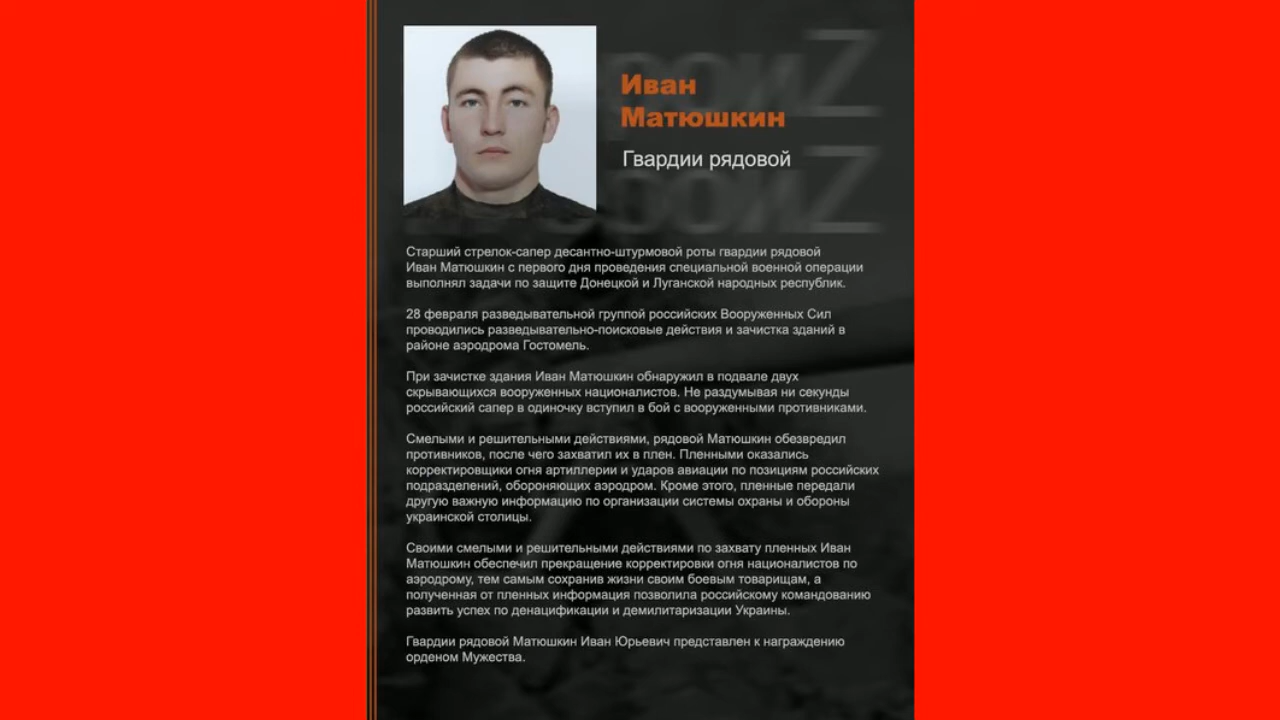 Иван
Матюшкин
Гвардии рядовой
Старший стрелок-сапер десантно-штурмовой роты гвардии рядовой
Иван Матюшкин с первого дня проведения специальной военной операции
выполнял задачи по защите Донецкой и Луганской народных республик.
28 февраля разведывательной группой российских Вооруженных Сил
проводились разведывательно-поисковые действия и зачистка зданий в
районе аэродрома Гостомель.
При зачистке здания Иван Матюшкин обнаружил в подвале двух
скрывающихся вооруженных националистов. Не раздумывая ни секунды
российский сапер в одиночку вступил в бой с вооруженными противниками.
Смелыми и решительными действиями, рядовой Матюшкин обезвредил
противников, после чего захватил их в плен. Пленными оказались
корректировщики огня артиллерии и ударов авиации по позициям российских
подразделений, обороняющих аэродром. Кроме этого, пленные передали
другую важную информацию по организации системы охраны и обороны
украинской столицы.
Своими смелыми и решительными действиями по захвату пленных Иван
Матюшкин обеспечил прекращение корректировки огня националистов по
аэродрому, тем самым сохранив жизни своим боевым товарищам, а
полученная от пленных информация позволила российскому командованию
развить успех по денацификации и демилитаризации Украины.
Гвардии рядовой Матюшкин Иван Юрьевич представлен к награждению
орденом Мужества.